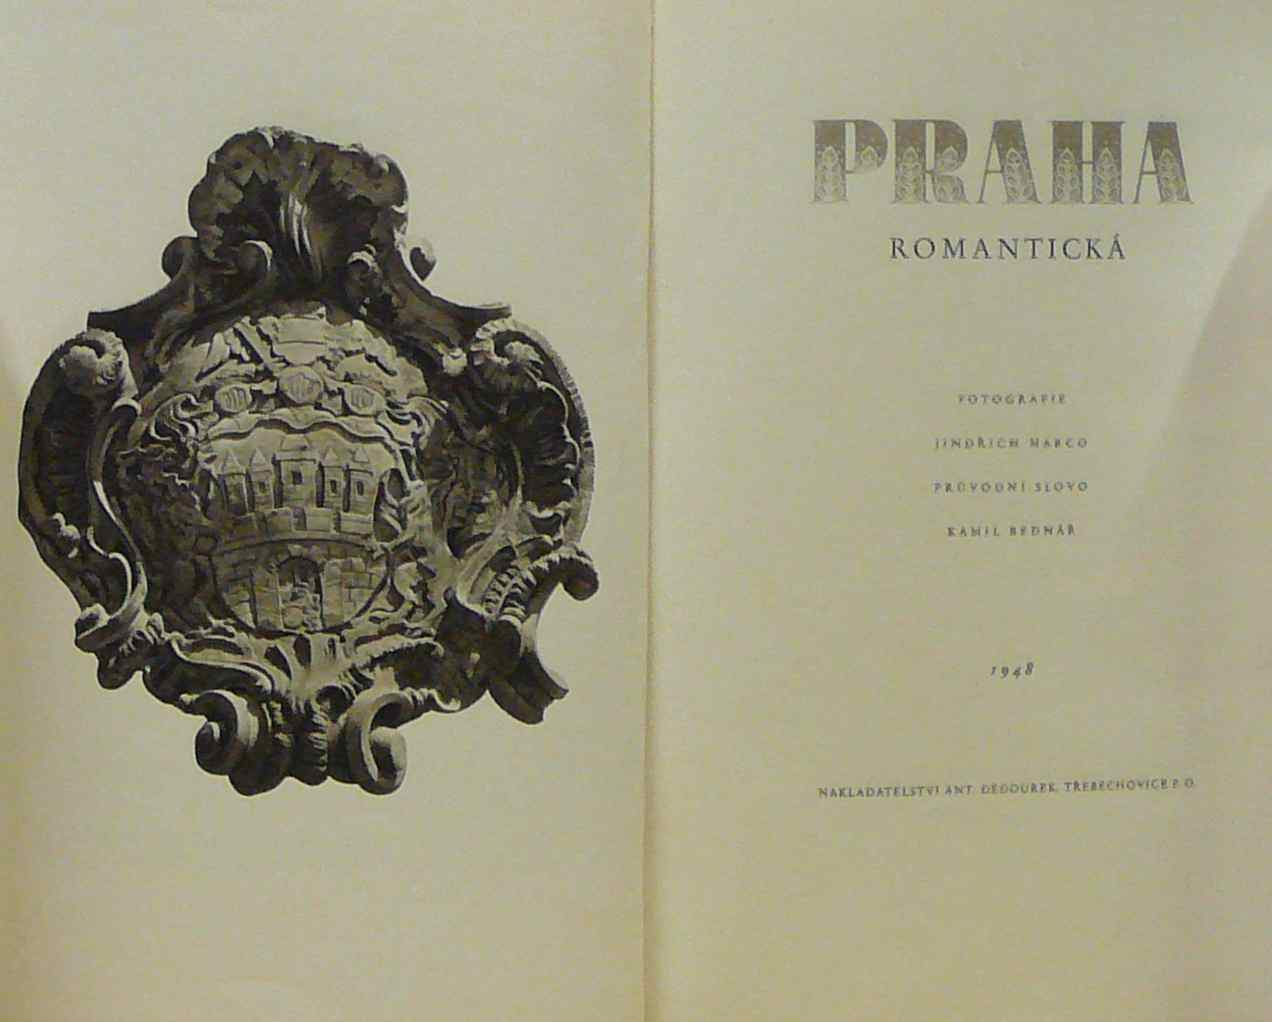 PRAHA
ROMANTICKÁ
FOTOGRAFIE
JINDŘICH MARCO
PRŮVODNÍ SLOVO
KAMIL BEDNÁŘ
1948
NAKLADATELSTVÍ ANT. DĚDOUREK, TŘEBECHOVICE P. O.